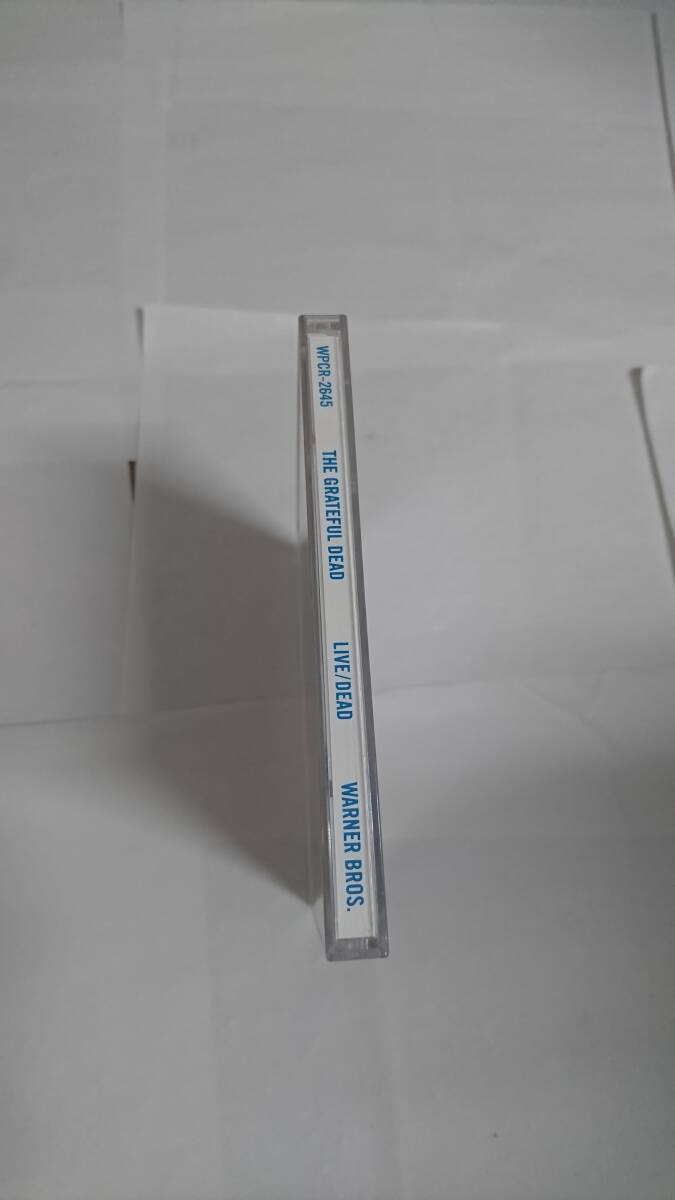 WPCR-2645 THE GRATEFUL DEAD LIVE/DEAD WARNER BROS.